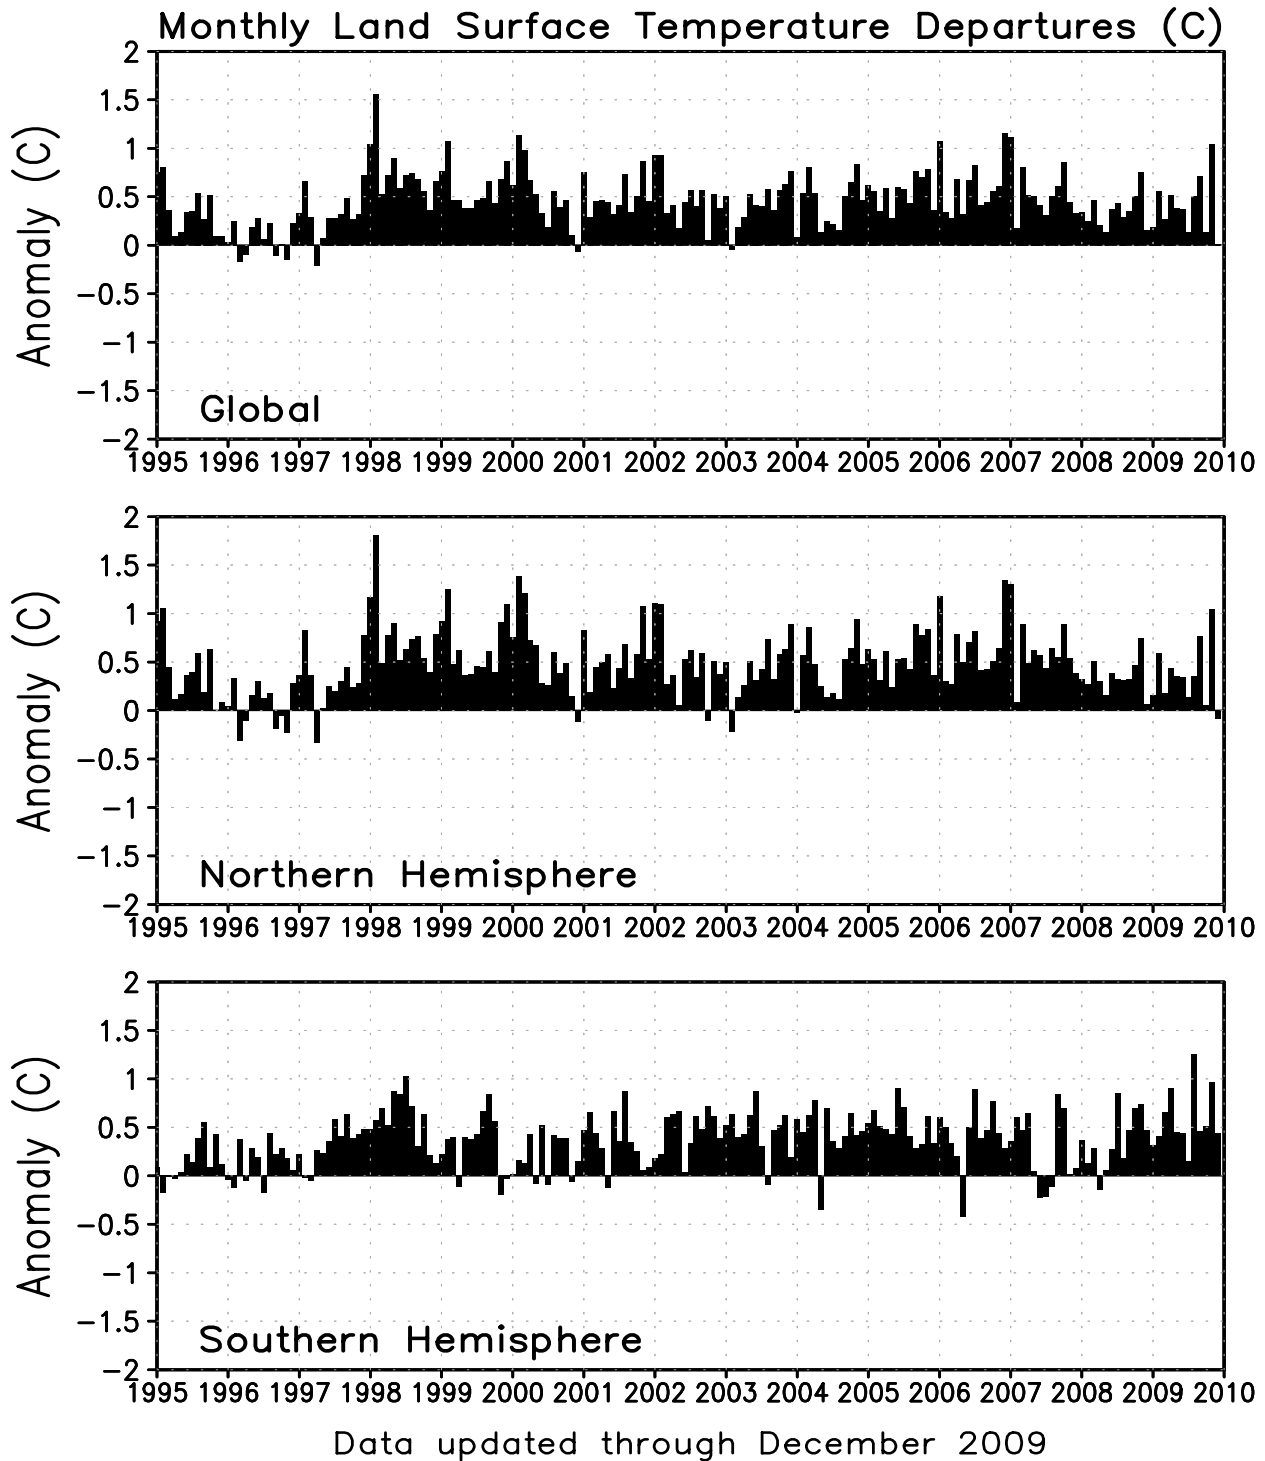 Monthly Land Surface Temperature Departures (C)
Anomaly (C)
2
1.5
1
0.5
0
−0.5
−1
−1.5
−2
Global
1995 1996 1997 1998 1999 2000 2001 2002 2003 2004 2005 2006 2007 2008 2009 2010
Anomaly (C)
2
1.5
1
0.5
0
−0.5
−1
−1.5
−2
Northern Hemisphere
1995 1996 1997 1998 1999 2000 2001 2002 2003 2004 2005 2006 2007 2008 2009 2010
Anomaly (C)
2
1.5
1
0.5
0
−0.5
−1
−1.5
−2
Southern Hemisphere
1995 1996 1997 1998 1999 2000 2001 2002 2003 2004 2005 2006 2007 2008 2009 2010
Data updated through December 2009